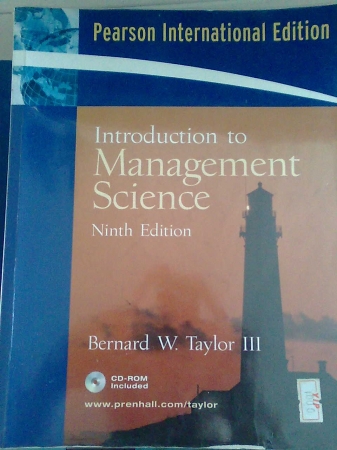 Pearson International Edition
Introduction to
Management
Science
Ninth Edition
Bernard W. Taylor III
CD-ROM
Included
www.prenhall.com/taylor